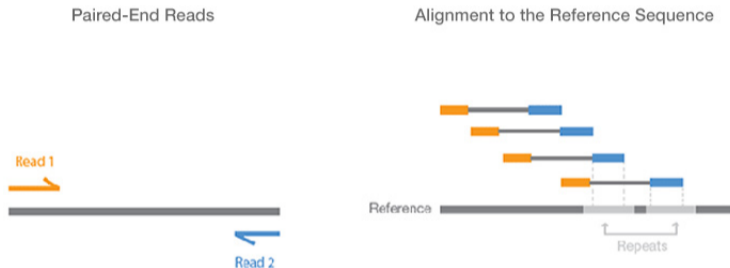 Paired-End Reads
Alignment to the Reference Sequence
Read 1
Read 2
Reference
Repeats